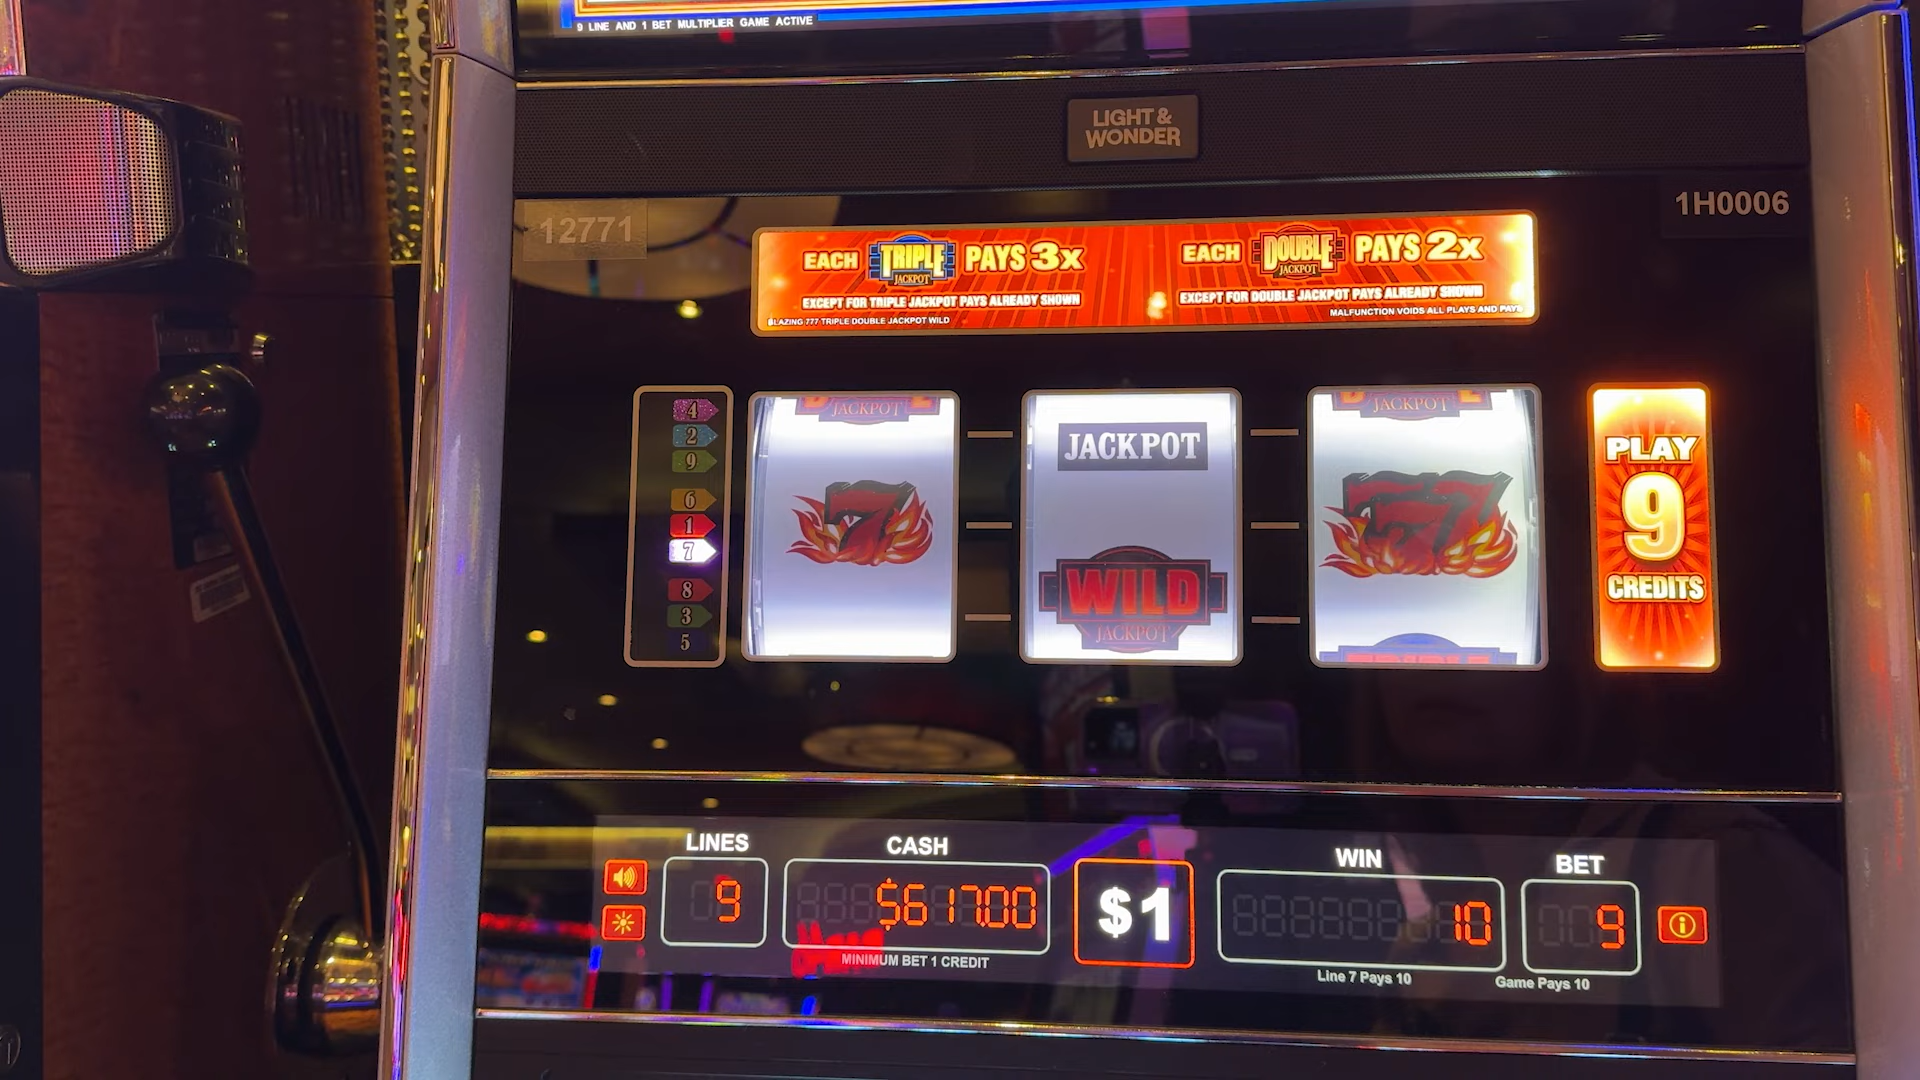 9 LINE AND 1 BET MULTIPLIER GAME ACTIVE
LIGHT &
WONDER
12771
1H0006
EACH TRIPLE JACKPOT PAYS 3x
EXCEPT FOR TRIPLE JACKPOT PAYS ALREADY SHOWN
BLAZING 777 TRIPLE DOUBLE JACKPOT WILD
EACH DOUBLE JACKPOT PAYS 2x
EXCEPT FOR DOUBLE JACKPOT PAYS ALREADY SHOWN
MALFUNCTION VOIDS ALL PLAYS AND PAYS
4
2
9
6
1
7
8
3
5
JACKPOT
7
JACKPOT
WILD
JACKPOT
JACKPOT
77
PLAY
9
CREDITS
LINES
9
CASH
$617.00
MINIMUM BET 1 CREDIT
$1
WIN
10
Line 7 Pays 10
BET
9
Game Pays 10